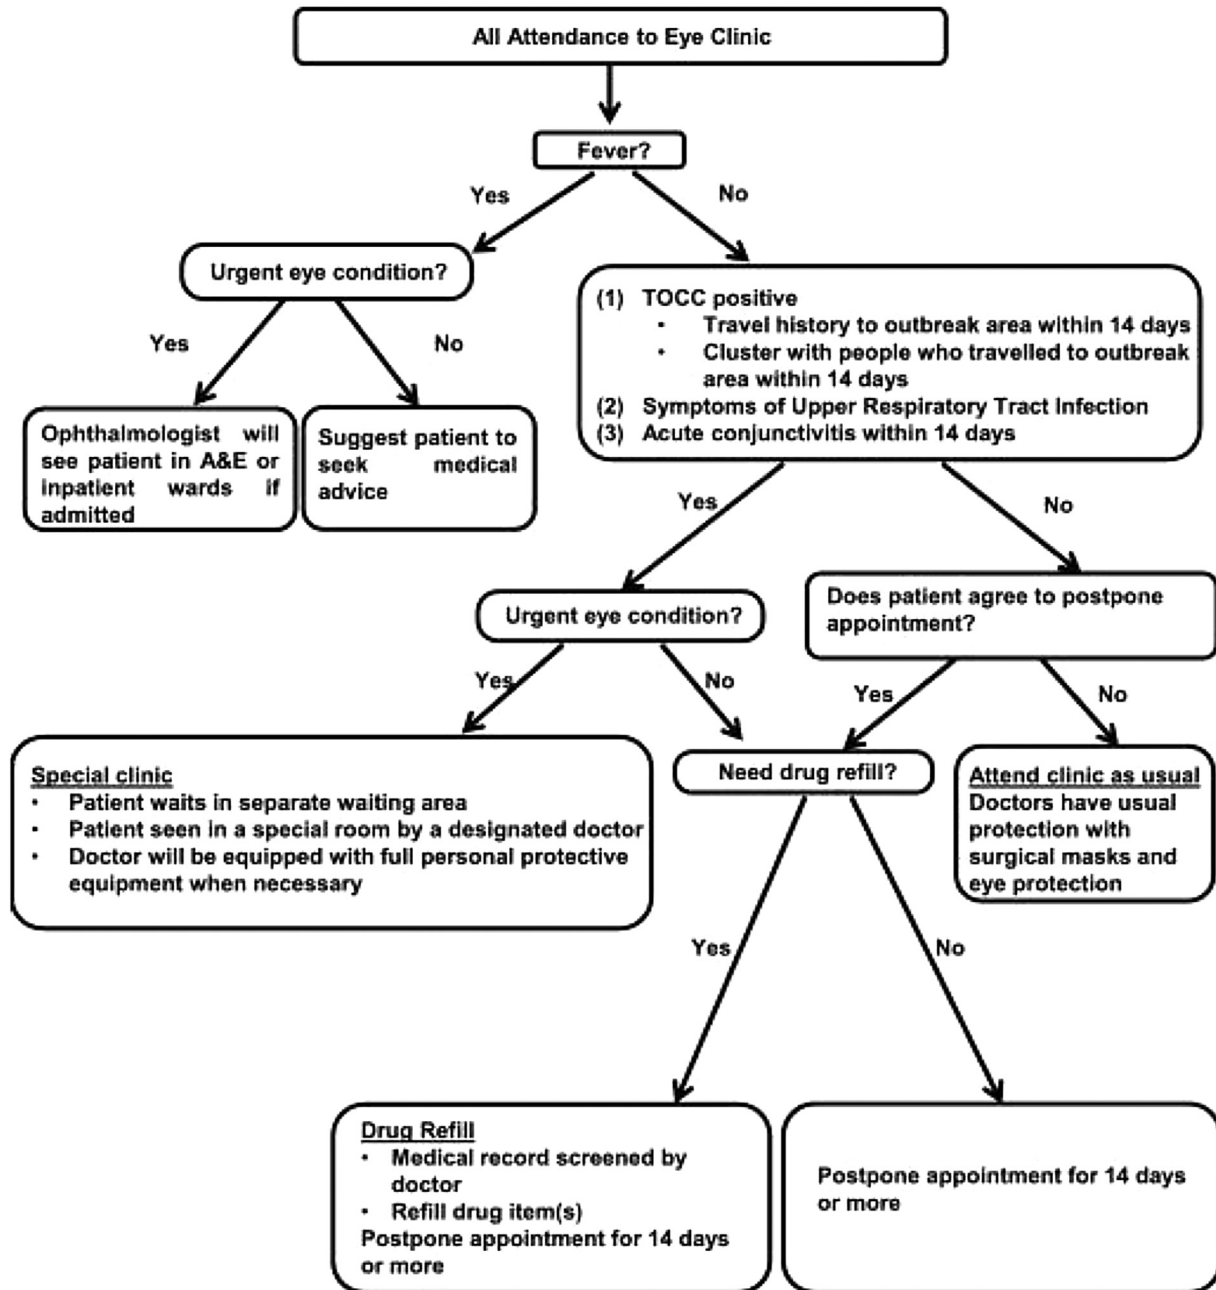 All Attendance to Eye Clinic
Fever?
Yes
No
Urgent eye condition?
Yes
No
Ophthalmologist will
see patient in A&E or
inpatient wards if
admitted
Suggest patient to
seek medical
advice
(1) TOCC positive
• Travel history to outbreak area within 14 days
• Cluster with people who travelled to outbreak
area within 14 days
(2) Symptoms of Upper Respiratory Tract Infection
(3) Acute conjunctivitis within 14 days
Yes
No
Urgent eye condition?
Does patient agree to postpone
appointment?
Yes
No
Yes
No
Special clinic
• Patient waits in separate waiting area
• Patient seen in a special room by a designated doctor
• Doctor will be equipped with full personal protective
equipment when necessary
Need drug refill?
Attend clinic as usual
Doctors have usual
protection with
surgical masks and
eye protection
Yes
No
Drug Refill
• Medical record screened by
doctor
• Refill drug item(s)
Postpone appointment for 14 days
or more
Postpone appointment for 14 days
or more